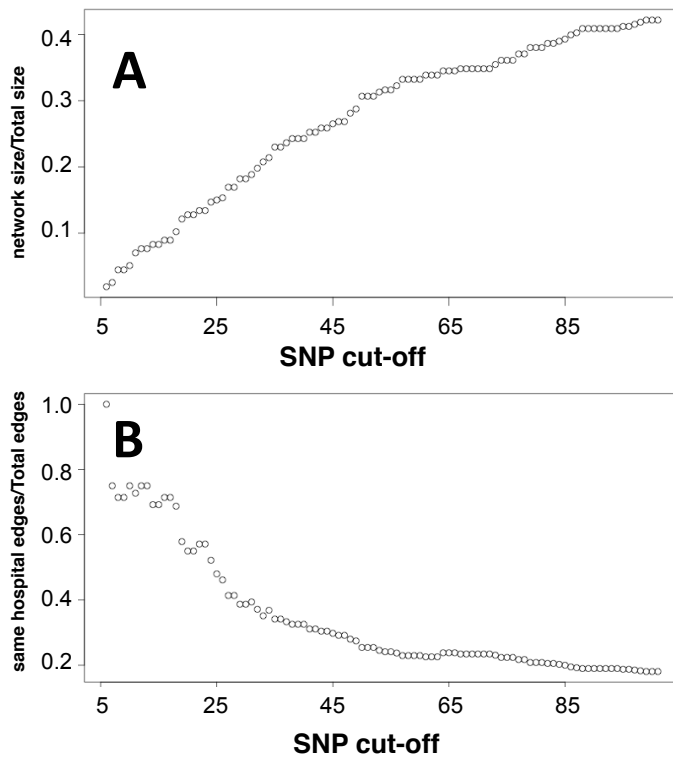 A
network size/Total size
0.4
0.3
0.2
0.1
5 25 45 65 85
SNP cut-off
B
same hospital edges/Total edges
1.0
0.8
0.6
0.4
0.2
5 25 45 65 85
SNP cut-off